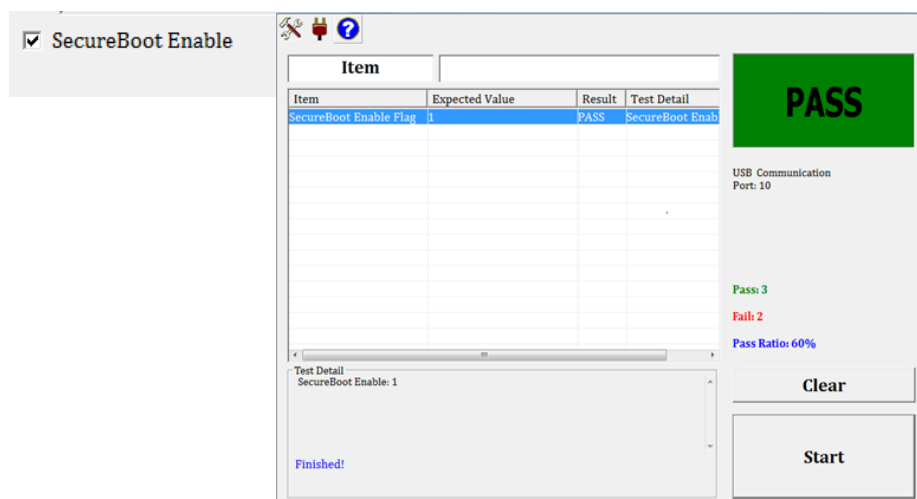 SecureBoot Enable
Item
Item Expected Value Result Test Detail
SecureBoot Enable Flag 1 PASS SecureBoot Enab
PASS
USB Communication
Port: 10
Pass: 3
Fail: 2
Pass Ratio: 60%
Test Detail
SecureBoot Enable: 1
Finished!
Clear
Start